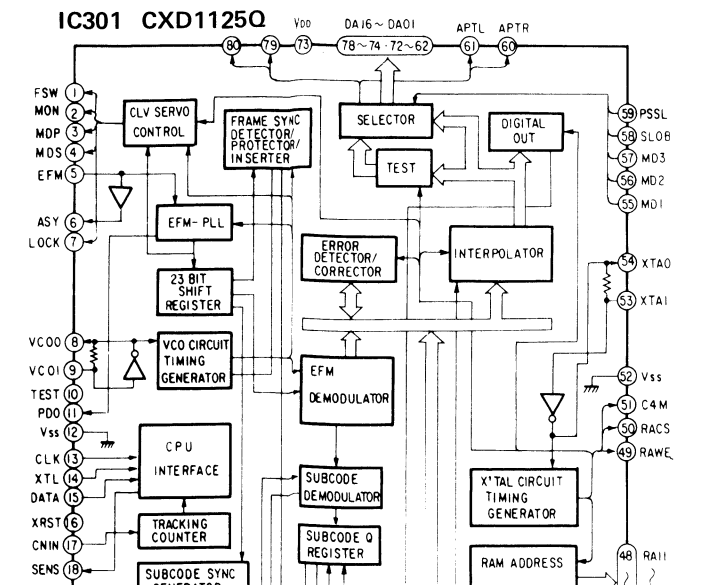 IC301 CXD1125Q
VDD DA16~DA01 APTL APTR
80 79 73 78~74·72~62 61 60
FSW 1
MON 2
MDP 3
MDS 4
EFM 5
ASY 6
LOCK 7
VCO0 8
VCOI 9
TEST 10
PDO 11
Vss 12
CLK 13
XTL 14
DATA 15
XRST 16
CNIN 17
SENS 18
CLV SERVO
CONTROL
FRAME SYNC
DETECTOR/
PROTECTOR/
INSERTER
SELECTOR
TEST
DIGITAL
OUT
EFM-PLL
ERROR
DETECTOR/
CORRECTOR
INTERPOLATOR
23 BIT
SHIFT
REGISTER
VCO CIRCUIT
TIMING
GENERATOR
EFM
DEMODULATOR
CPU
INTERFACE
SUBCODE
DEMODULATOR
X'TAL CIRCUIT
TIMING
GENERATOR
TRACKING
COUNTER
SUBCODE Q
REGISTER
RAM ADDRESS
SUBCODE SYNC
59 PSSL
58 SLOB
57 MD3
56 MD2
55 MD1
54 XTAO
53 XTAI
52 Vss
51 C4M
50 RACS
49 RAWE
48 RA11